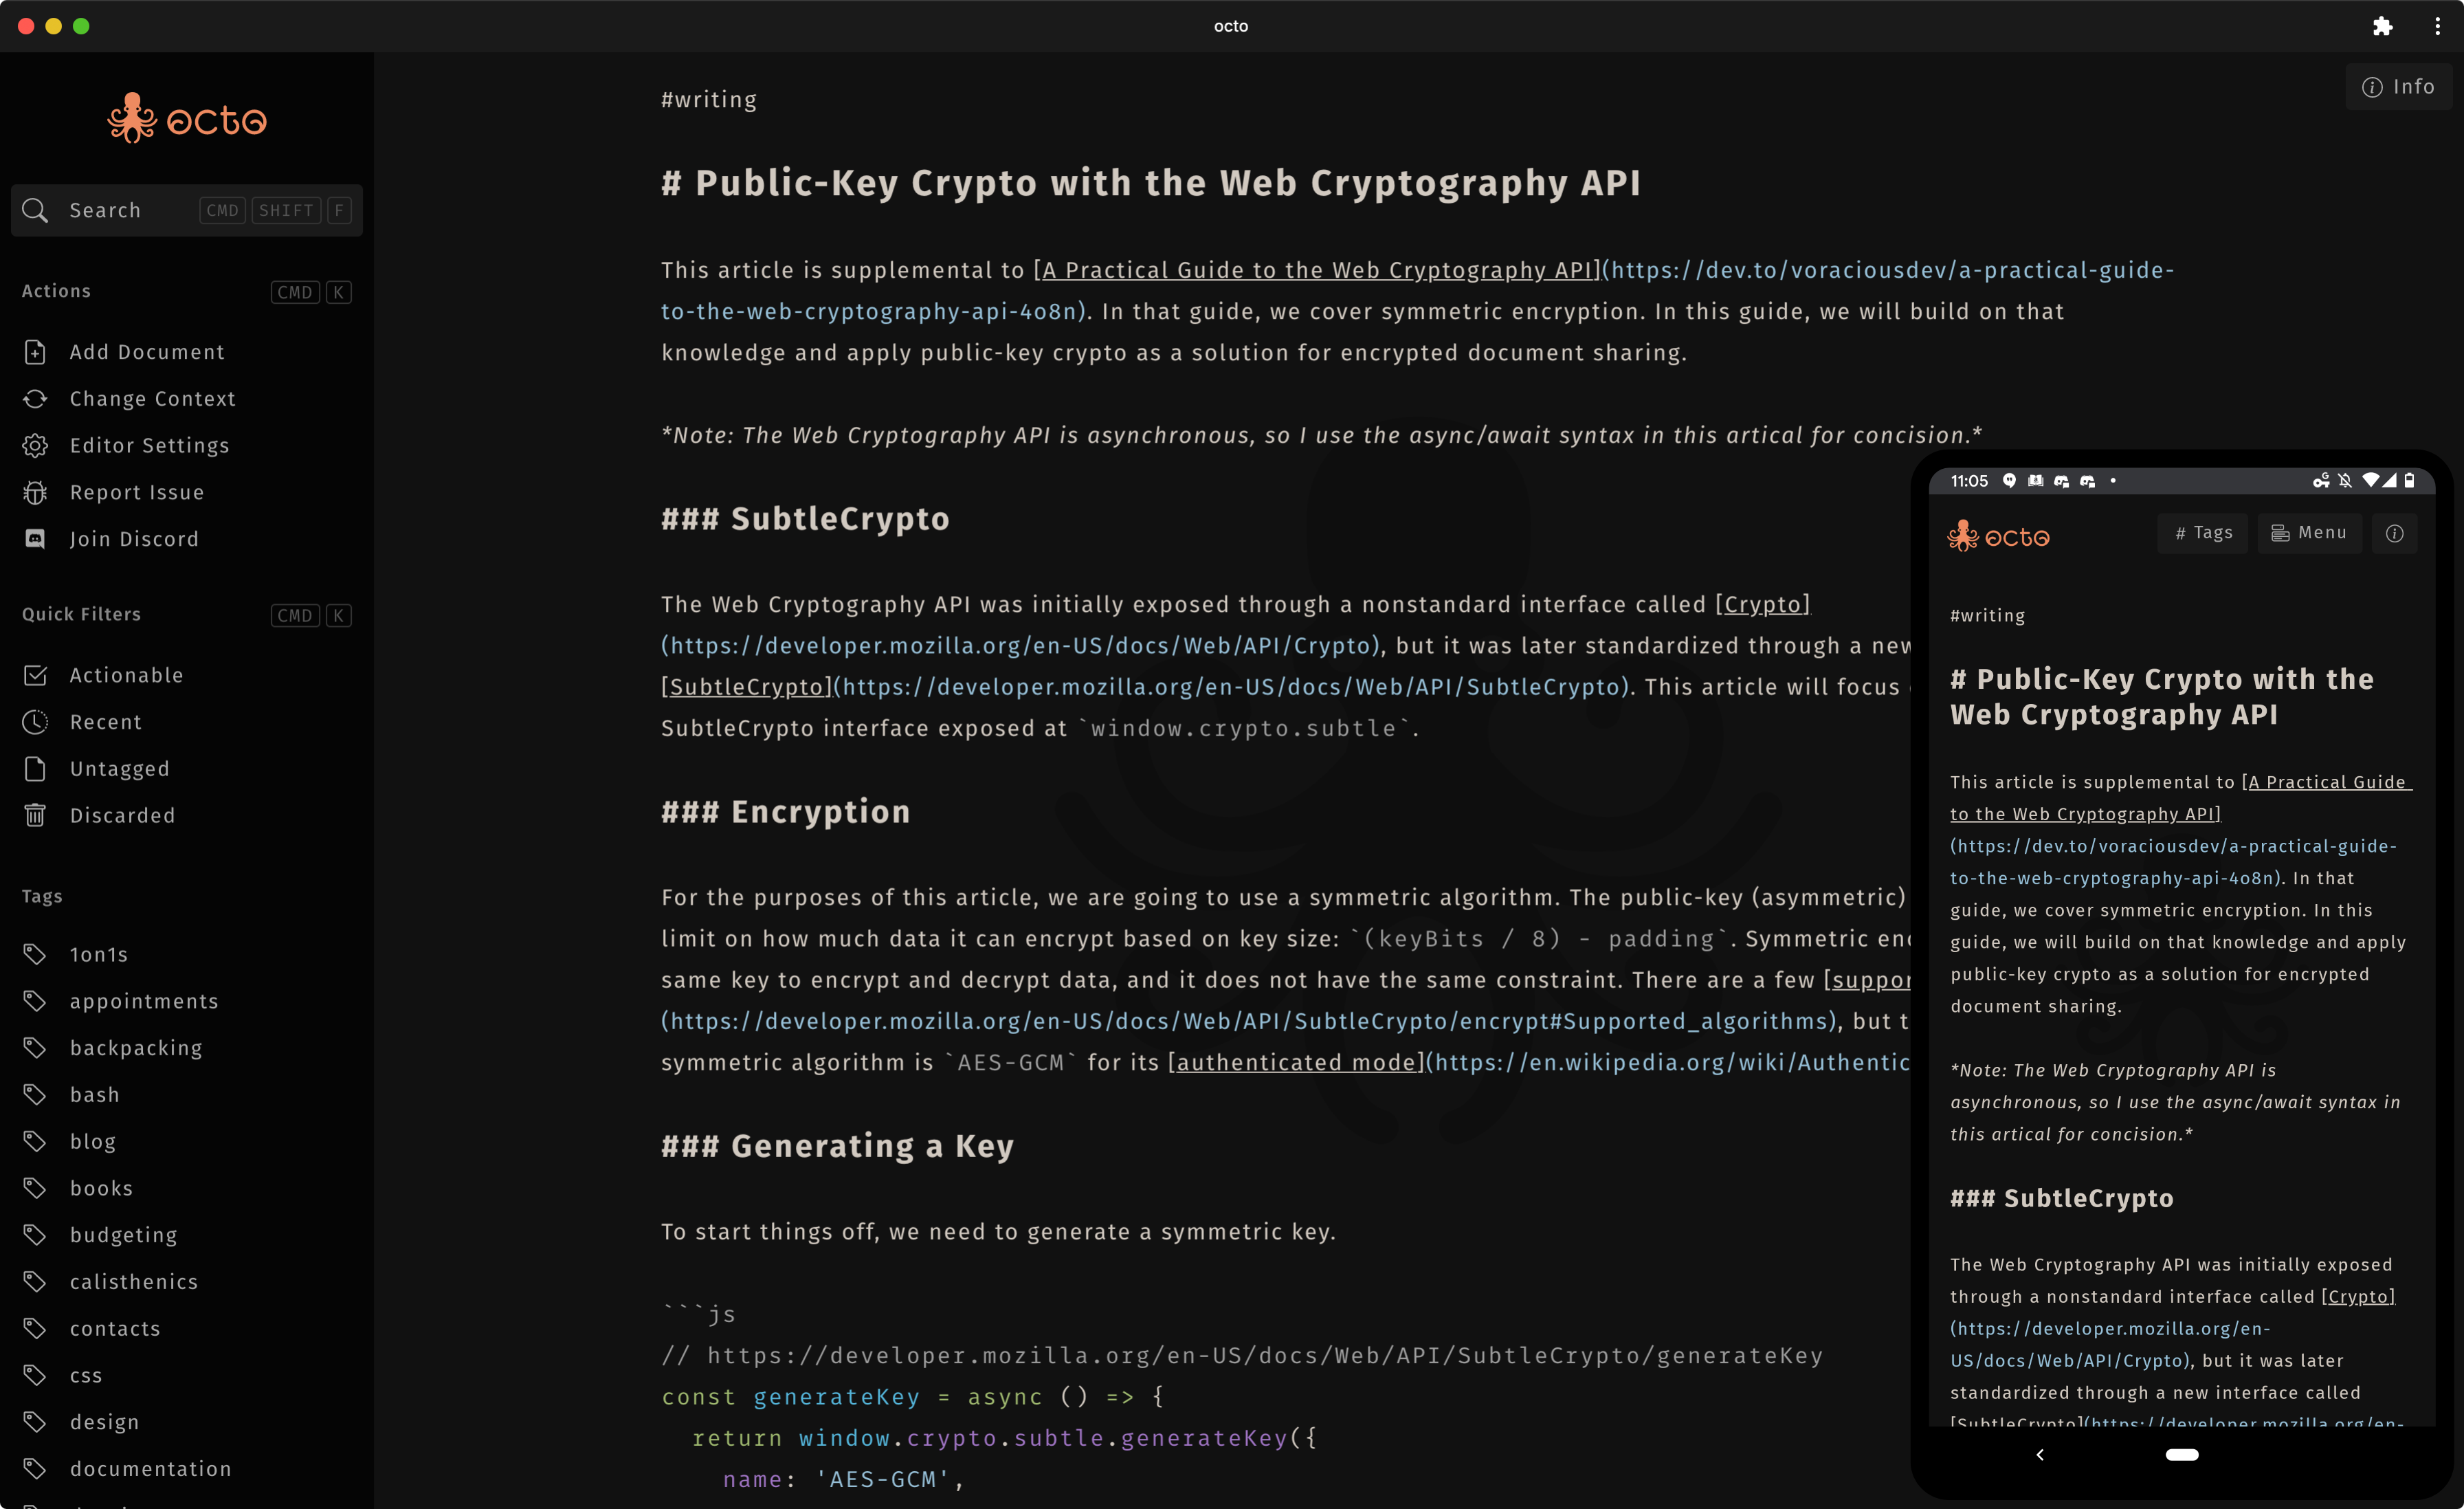 octo
octo
Search CMD SHIFT F
Actions CMD K
Add Document
Change Context
Editor Settings
Report Issue
Join Discord
Quick Filters CMD K
Actionable
Recent
Untagged
Discarded
Tags
1on1s
appointments
backpacking
bash
blog
books
budgeting
calisthenics
contacts
css
design
documentation
Info
#writing
# Public-Key Crypto with the Web Cryptography API
This article is supplemental to [A Practical Guide to the Web Cryptography API](https://dev.to/voraciousdev/a-practical-guide-
to-the-web-cryptography-api-4o8n). In that guide, we cover symmetric encryption. In this guide, we will build on that
knowledge and apply public-key crypto as a solution for encrypted document sharing.
*Note: The Web Cryptography API is asynchronous, so I use the async/await syntax in this artical for concision.*
### SubtleCrypto
The Web Cryptography API was initially exposed through a nonstandard interface called [Crypto]
(https://developer.mozilla.org/en-US/docs/Web/API/Crypto), but it was later standardized through a new
[SubtleCrypto](https://developer.mozilla.org/en-US/docs/Web/API/SubtleCrypto). This article will focus
SubtleCrypto interface exposed at `window.crypto.subtle`.
### Encryption
For the purposes of this article, we are going to use a symmetric algorithm. The public-key (asymmetric)
limit on how much data it can encrypt based on key size: `(keyBits / 8) - padding`. Symmetric enc
same key to encrypt and decrypt data, and it does not have the same constraint. There are a few [suppor
(https://developer.mozilla.org/en-US/docs/Web/API/SubtleCrypto/encrypt#Supported_algorithms), but t
symmetric algorithm is `AES-GCM` for its [authenticated mode](https://en.wikipedia.org/wiki/Authentic
### Generating a Key
To start things off, we need to generate a symmetric key.
```js
// https://developer.mozilla.org/en-US/docs/Web/API/SubtleCrypto/generateKey
const generateKey = async () => {
return window.crypto.subtle.generateKey({
name: 'AES-GCM',
11:05
octo # Tags Menu
#writing
# Public-Key Crypto with the
Web Cryptography API
This article is supplemental to [A Practical Guide
to the Web Cryptography API]
(https://dev.to/voraciousdev/a-practical-guide-
to-the-web-cryptography-api-4o8n). In that
guide, we cover symmetric encryption. In this
guide, we will build on that knowledge and apply
public-key crypto as a solution for encrypted
document sharing.
*Note: The Web Cryptography API is
asynchronous, so I use the async/await syntax in
this artical for concision.*
### SubtleCrypto
The Web Cryptography API was initially exposed
through a nonstandard interface called [Crypto]
(https://developer.mozilla.org/en-
US/docs/Web/API/Crypto), but it was later
standardized through a new interface called
[SubtleCrypto](https://developer.mozilla.org/en-